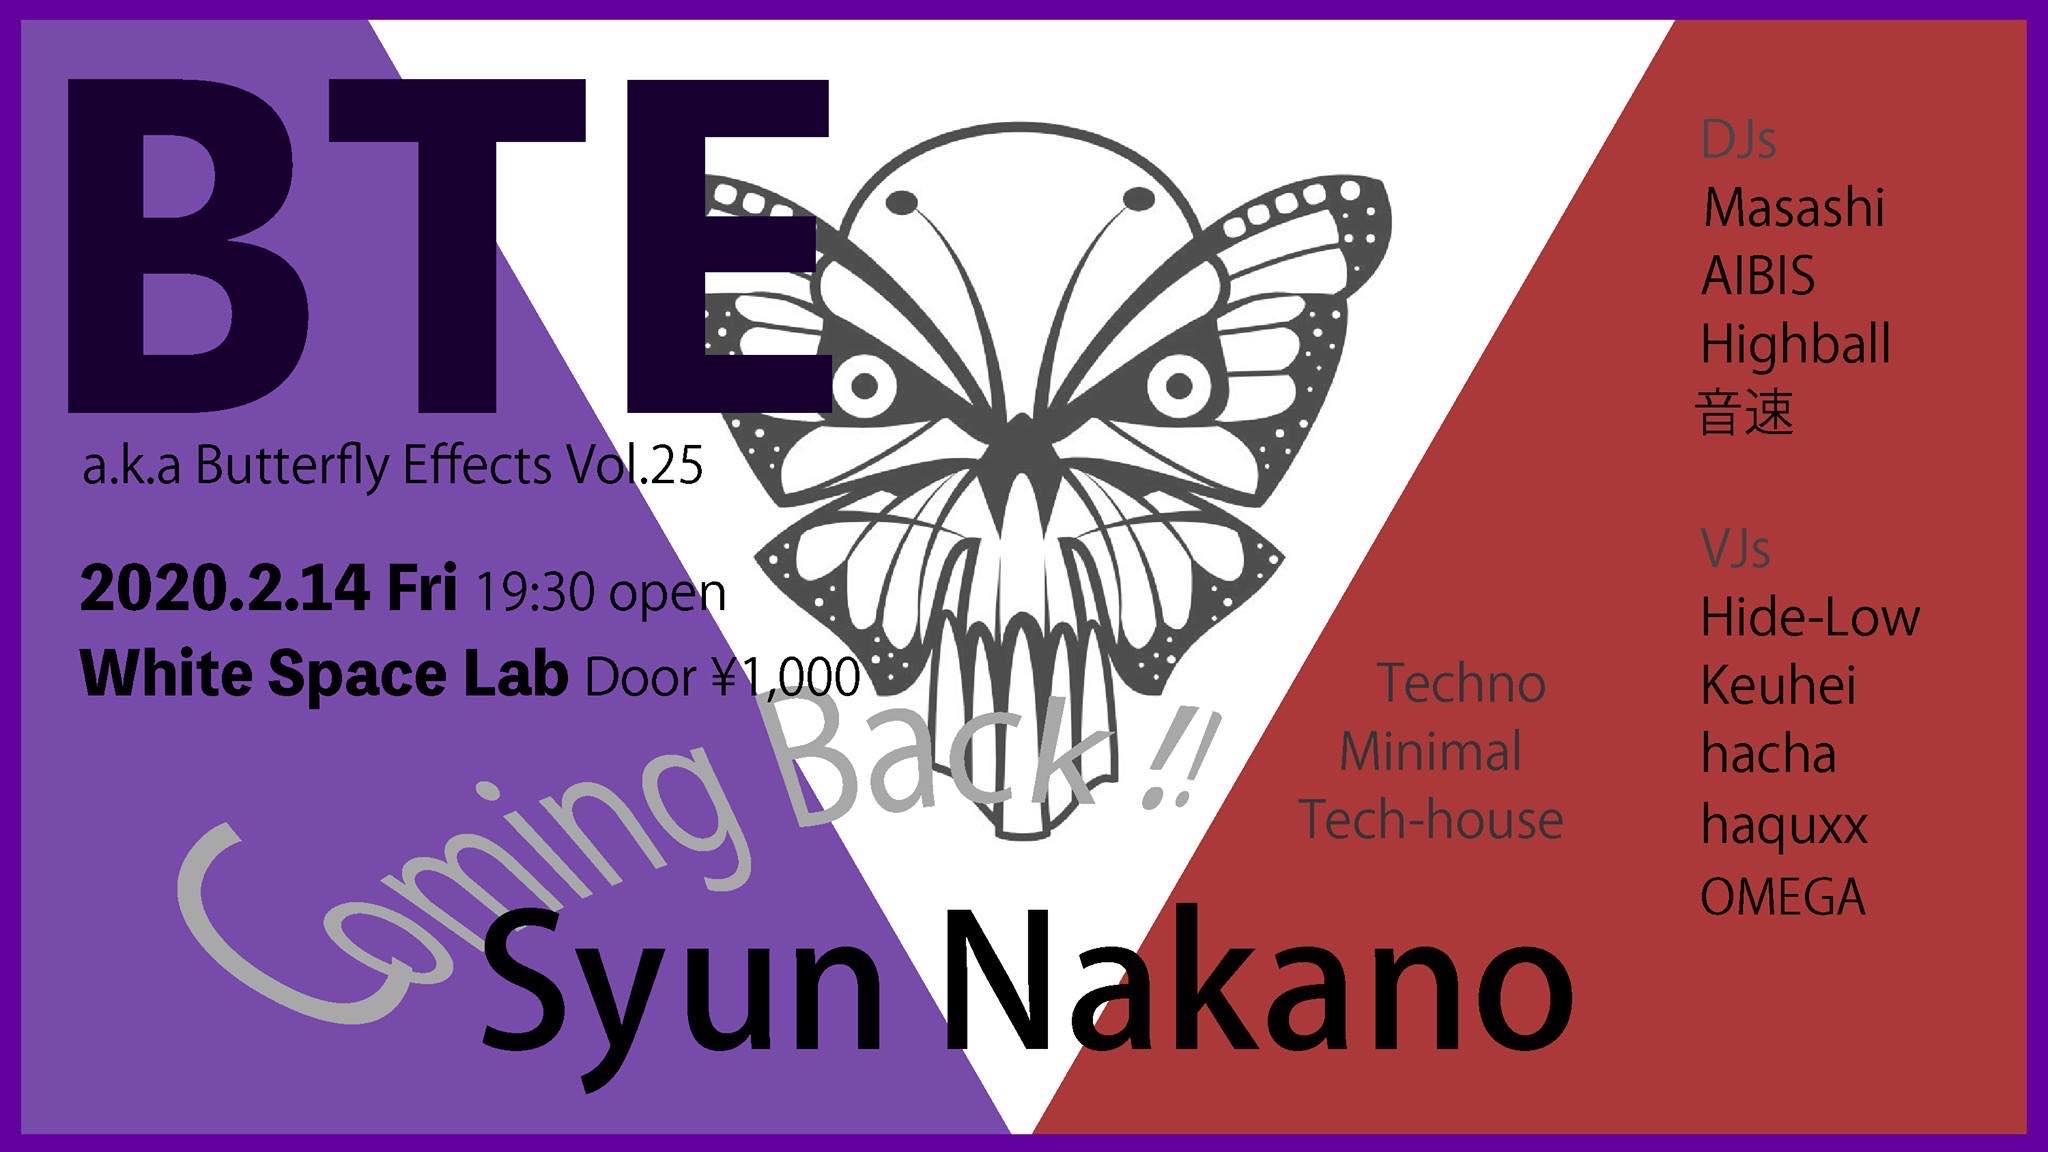 BTE
a.k.a Butterfly Effects Vol.25
2020.2.14 Fri 19:30 open
White Space Lab Door ¥1,000
Coming Back !!
Syun Nakano
Techno
Minimal
Tech-house
DJs
Masashi
AIBIS
Highball
音速
VJs
Hide-Low
Keuhei
hacha
haquxx
OMEGA